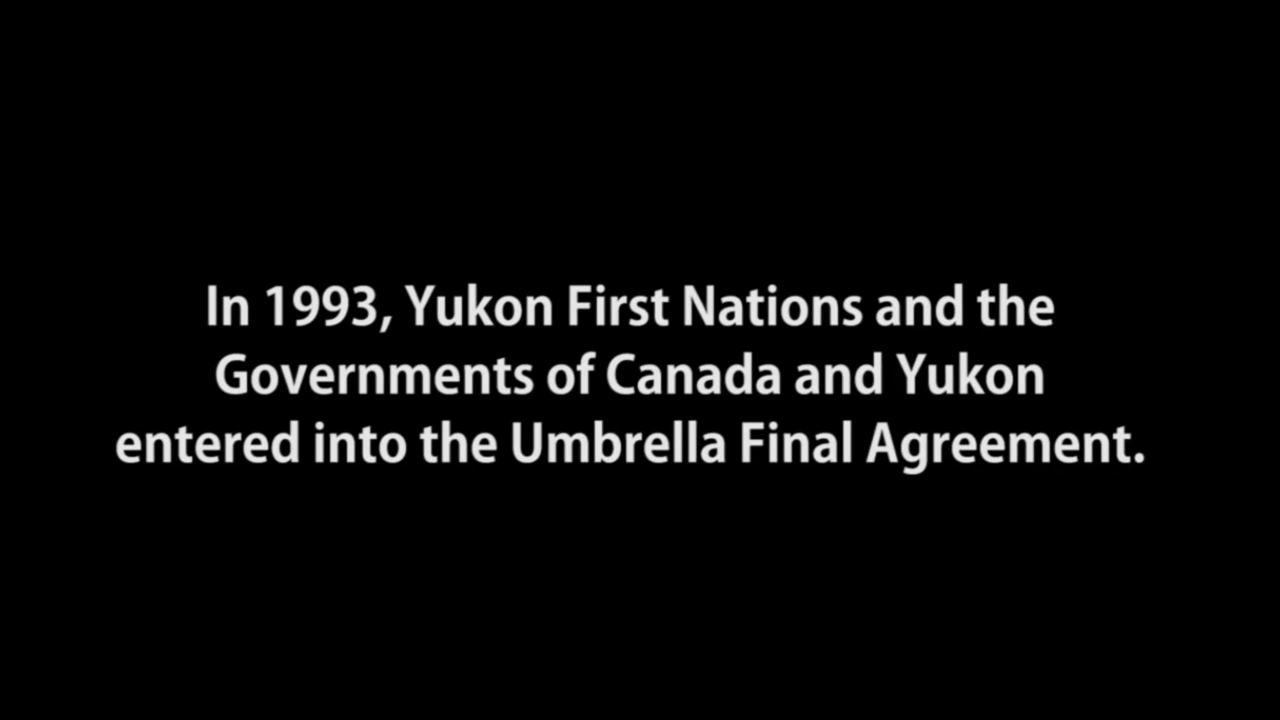 In 1993, Yukon First Nations and the
Governments of Canada and Yukon
entered into the Umbrella Final Agreement.